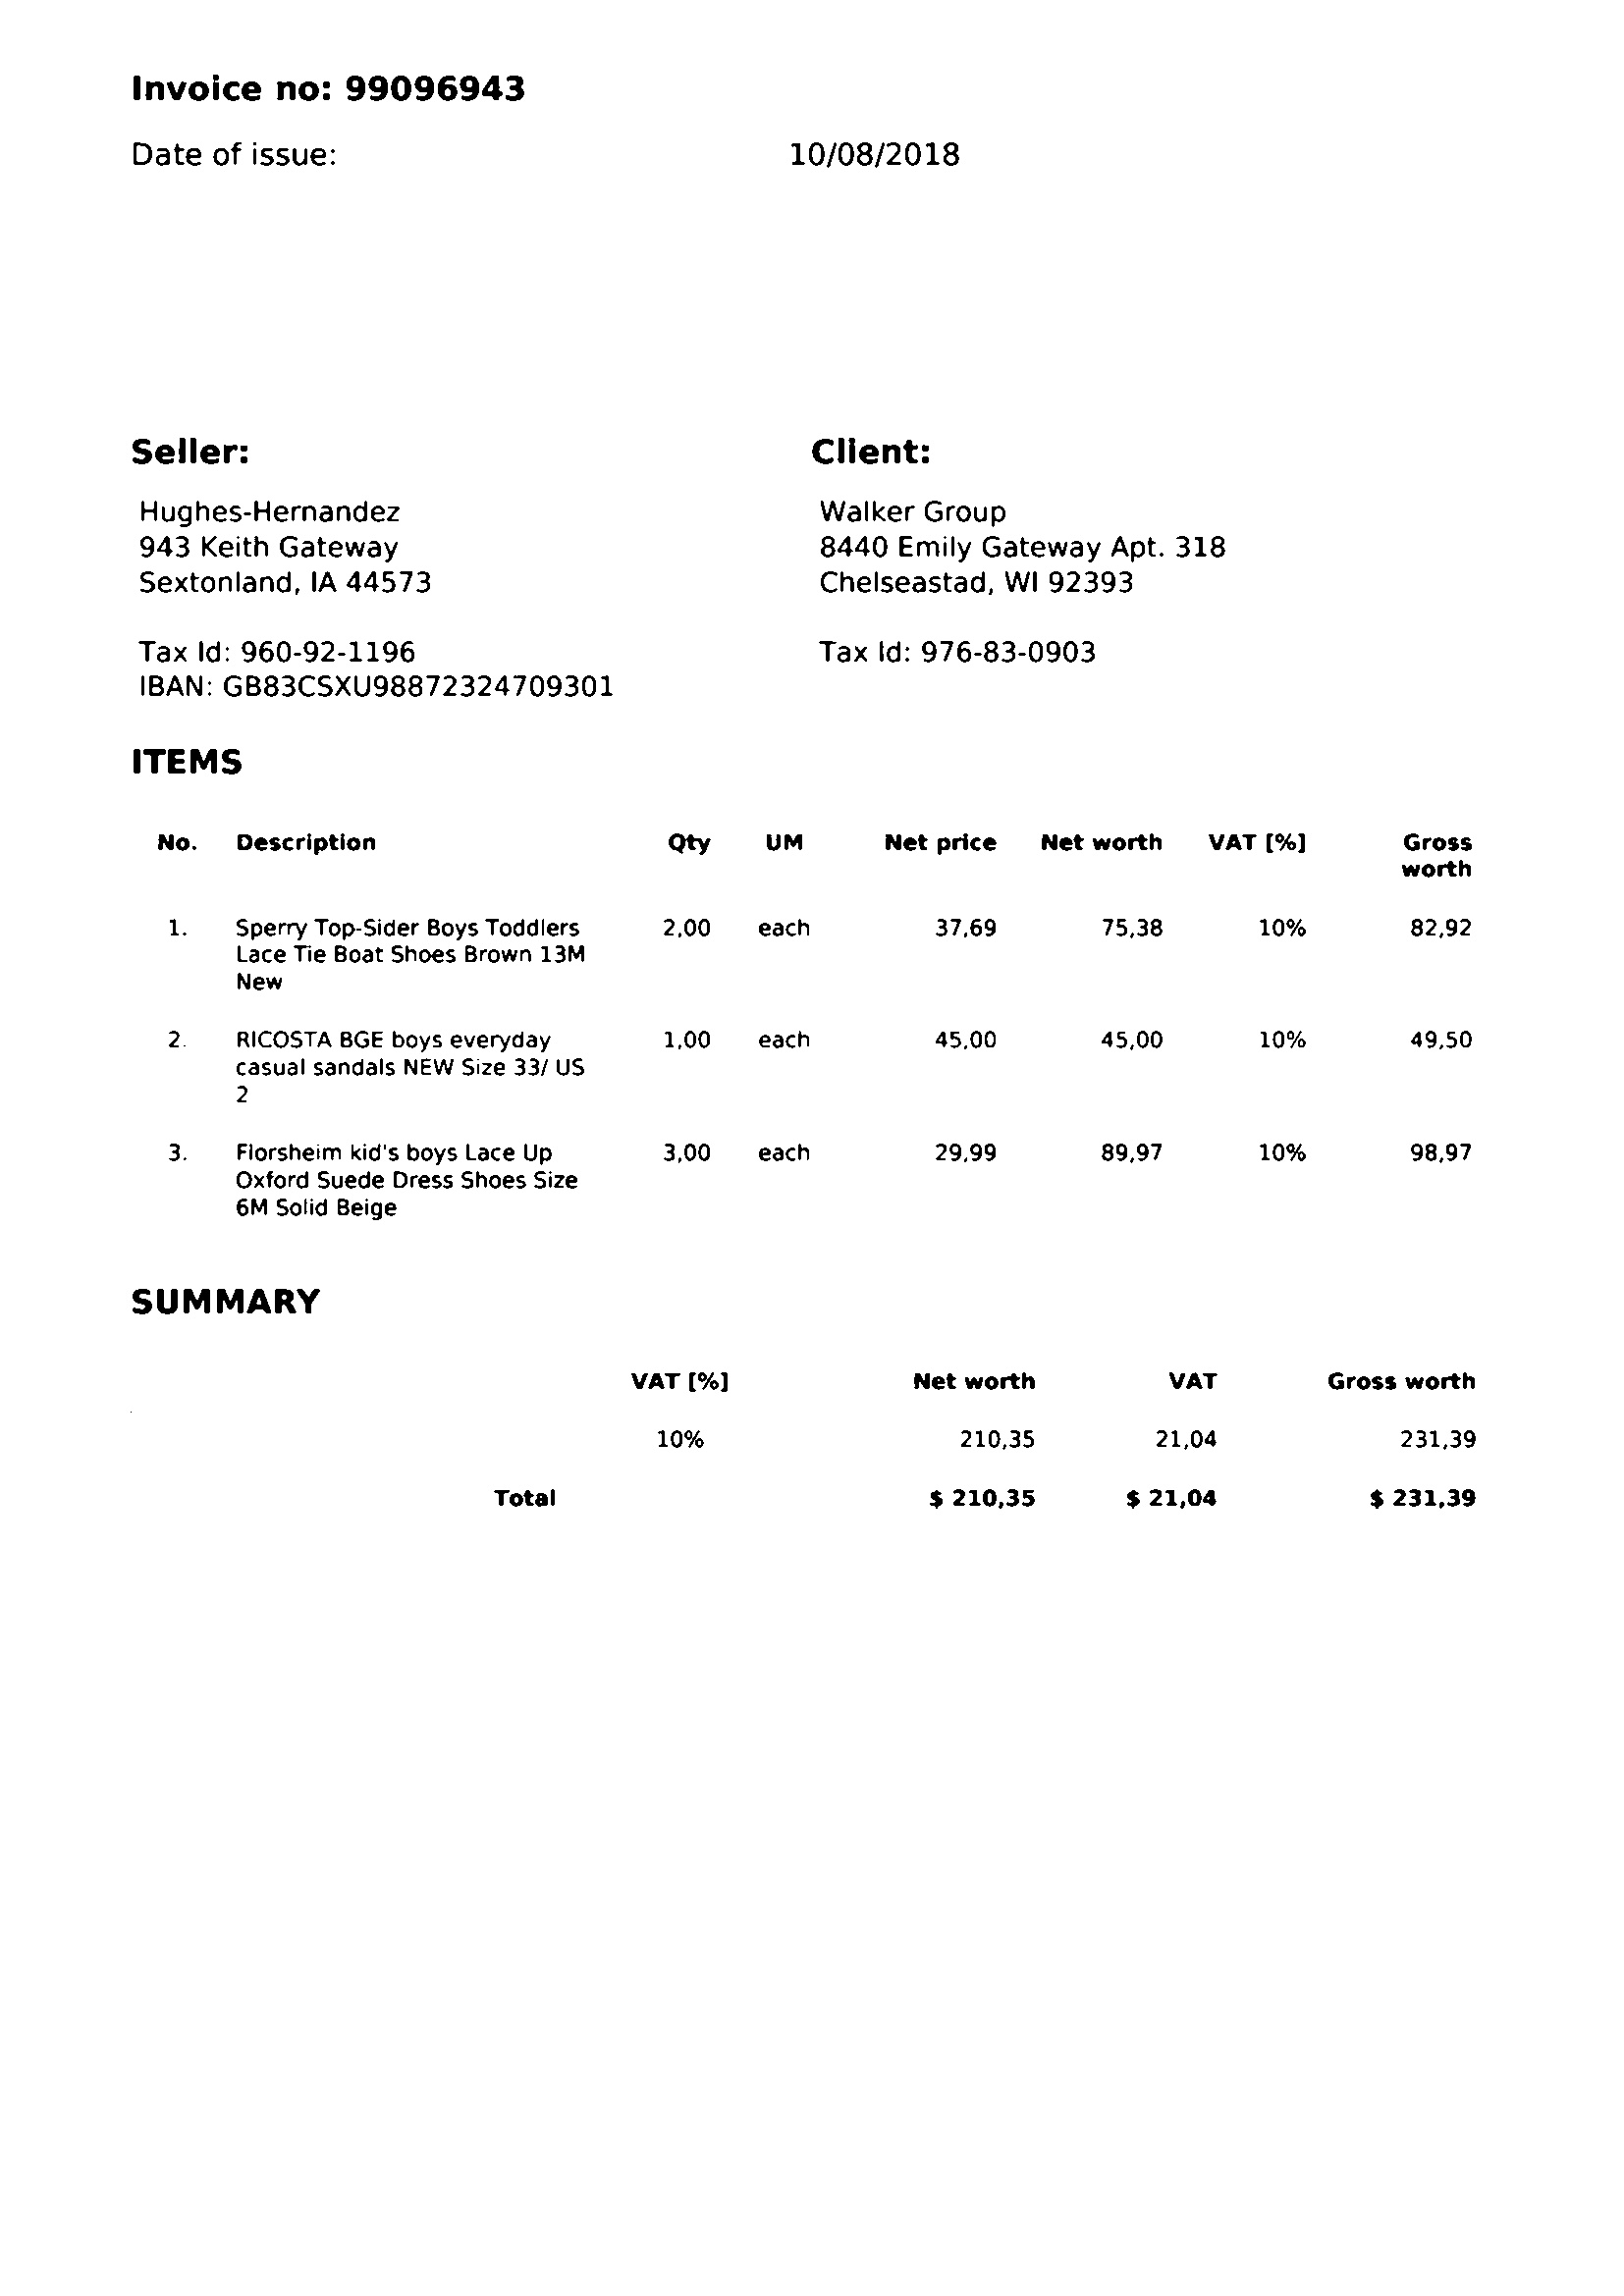 Invoice no: 99096943
Date of issue: 10/08/2018
Seller: Client:
Hughes-Hernandez Walker Group
943 Keith Gateway 8440 Emily Gateway Apt. 318
Sextonland, IA 44573 Chelseastad, WI 92393
Tax Id: 960-92-1196 Tax Id: 976-83-0903
IBAN: GB83CSXU98872324709301
ITEMS
No. Description Qty UM Net price Net worth VAT [%] Gross
worth
1. Sperry Top-Sider Boys Toddlers 2,00 each 37,69 75,38 10% 82,92
Lace Tie Boat Shoes Brown 13M
New
2. RICOSTA BGE boys everyday 1,00 each 45,00 45,00 10% 49,50
casual sandals NEW Size 33/ US
2
3. Florsheim kid's boys Lace Up 3,00 each 29,99 89,97 10% 98,97
Oxford Suede Dress Shoes Size
6M Solid Beige
SUMMARY
VAT [%] Net worth VAT Gross worth
10% 210,35 21,04 231,39
Total $ 210,35 $ 21,04 $ 231,39